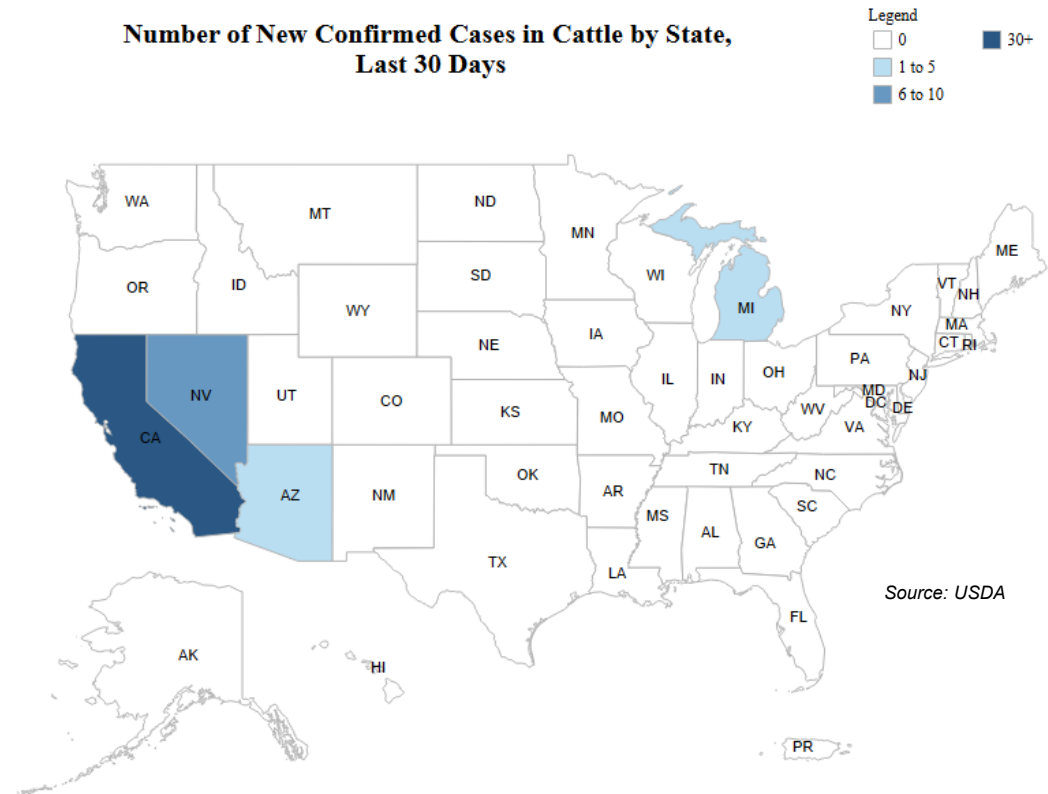 Number of New Confirmed Cases in Cattle by State,
Last 30 Days
Legend
0
30+
1 to 5
6 to 10
WA
MT
ND
MN
ME
OR
ID
SD
WI
WY
MI
NY
VT
NH
MA
CT
RI
IA
NE
PA
NJ
NV
UT
CO
IL
IN
OH
MD
DC
DE
KS
MO
WV
VA
KY
CA
AZ
NM
OK
AR
TN
NC
SC
MS
AL
GA
TX
LA
Source: USDA
FL
AK
HI
PR